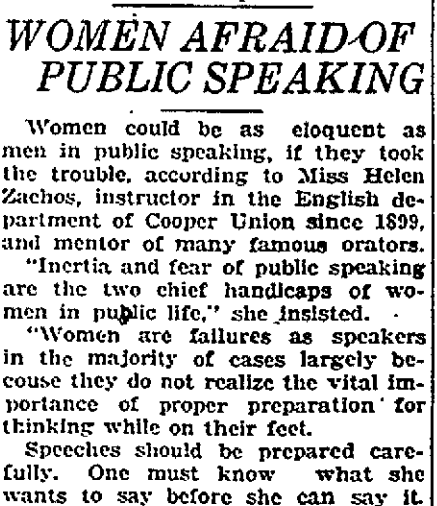 WOMEN AFRAID OF
PUBLIC SPEAKING
Women could be as eloquent as
men in public speaking, if they took
the trouble, according to Miss Helen
Zachos, instructor in the English de-
partment of Cooper Union since 1899,
and mentor of many famous orators.
"Inertia and fear of public speaking
are the two chief handicaps of wo-
men in public life," she insisted.
"Women are failures as speakers
in the majority of cases largely be-
couse they do not realize the vital im-
portance of proper preparation for
thinking while on their feet.
Speeches should be prepared care-
fully. One must know what she
wants to say before she can say it.